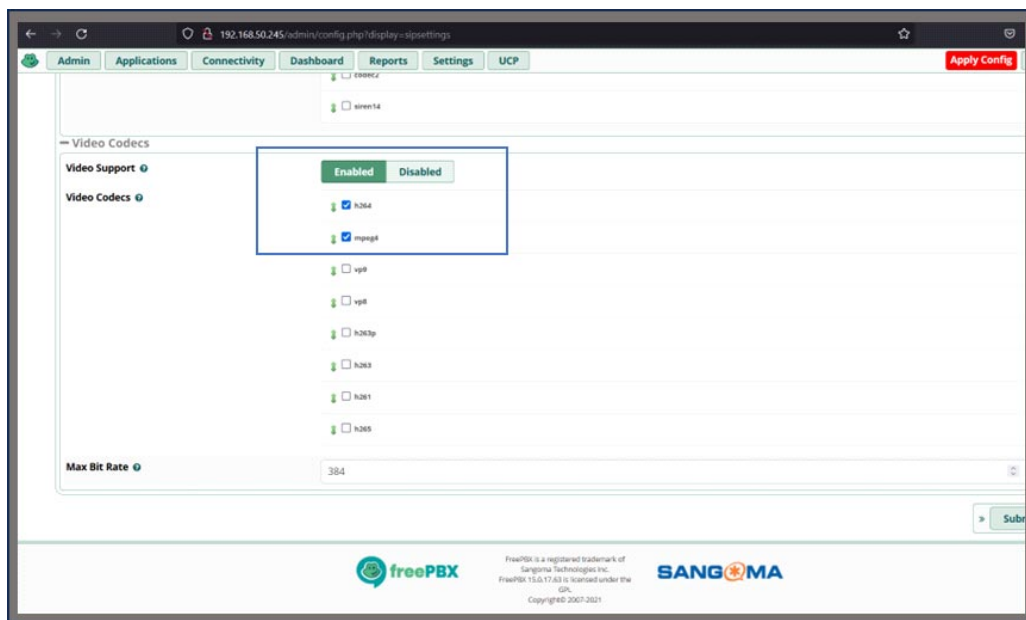 192.168.50.245/admin/config.php?display=sipsettings
Admin Applications Connectivity Dashboard Reports Settings UCP Apply Config
codec2
siren14
Video Codecs
Video Support Enabled Disabled
Video Codecs h264
mpeg4
vp9
vp8
h263p
h263
h261
h265
Max Bit Rate 384
» Subm
freePBX
FreePBX is a registered trademark of
Sangoma Technologies Inc.
FreePBX 15.0.17.63 is licensed under the
GPL
Copyright© 2007-2021
SANGOMA